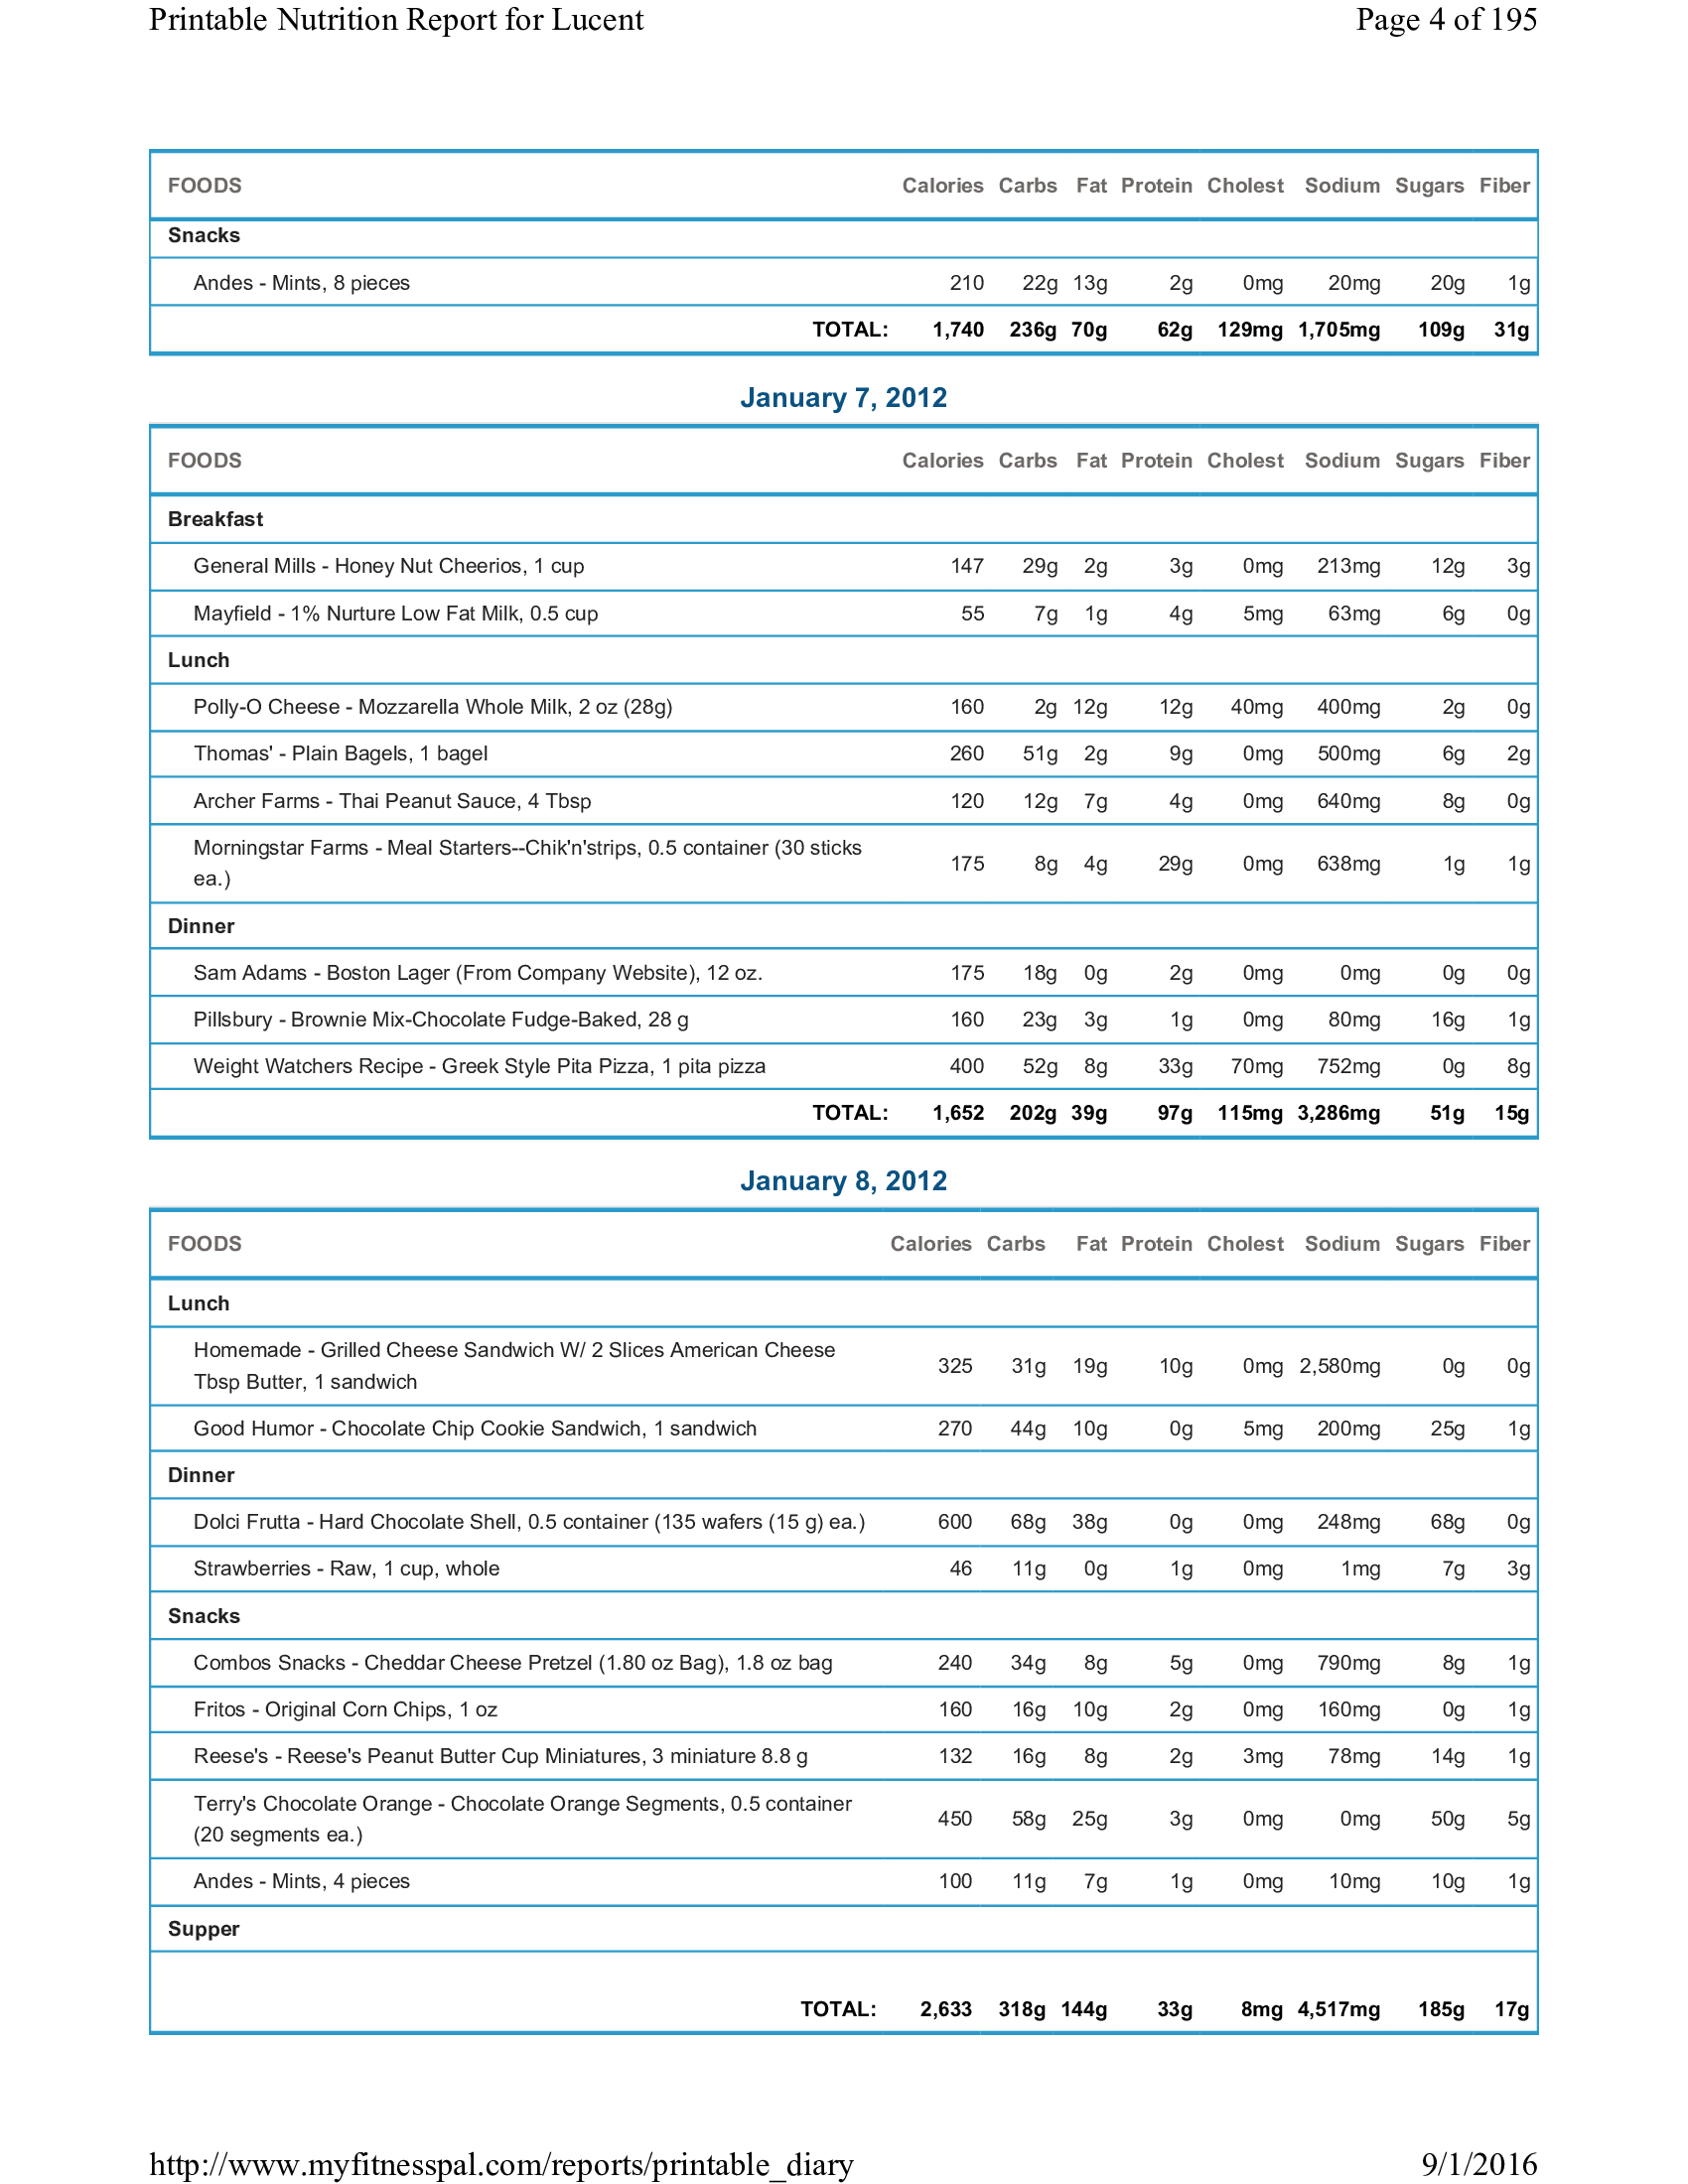 Printable Nutrition Report for Lucent Page 4 of 195
FOODS Calories Carbs Fat Protein Cholest Sodium Sugars Fiber
Snacks
Andes - Mints, 8 pieces 210 22g 13g 2g 0mg 20mg 20g 1g
TOTAL: 1,740 236g 70g 62g 129mg 1,705mg 109g 31g
January 7, 2012
FOODS Calories Carbs Fat Protein Cholest Sodium Sugars Fiber
Breakfast
General Mills - Honey Nut Cheerios, 1 cup 147 29g 2g 3g 0mg 213mg 12g 3g
Mayfield - 1% Nurture Low Fat Milk, 0.5 cup 55 7g 1g 4g 5mg 63mg 6g 0g
Lunch
Polly-O Cheese - Mozzarella Whole Milk, 2 oz (28g) 160 2g 12g 12g 40mg 400mg 2g 0g
Thomas' - Plain Bagels, 1 bagel 260 51g 2g 9g 0mg 500mg 6g 2g
Archer Farms - Thai Peanut Sauce, 4 Tbsp 120 12g 7g 4g 0mg 640mg 8g 0g
Morningstar Farms - Meal Starters--Chik'n'strips, 0.5 container (30 sticks
ea.) 175 8g 4g 29g 0mg 638mg 1g 1g
Dinner
Sam Adams - Boston Lager (From Company Website), 12 oz. 175 18g 0g 2g 0mg 0mg 0g 0g
Pillsbury - Brownie Mix-Chocolate Fudge-Baked, 28 g 160 23g 3g 1g 0mg 80mg 16g 1g
Weight Watchers Recipe - Greek Style Pita Pizza, 1 pita pizza 400 52g 8g 33g 70mg 752mg 0g 8g
TOTAL: 1,652 202g 39g 97g 115mg 3,286mg 51g 15g
January 8, 2012
FOODS Calories Carbs Fat Protein Cholest Sodium Sugars Fiber
Lunch
Homemade - Grilled Cheese Sandwich W/ 2 Slices American Cheese
Tbsp Butter, 1 sandwich 325 31g 19g 10g 0mg 2,580mg 0g 0g
Good Humor - Chocolate Chip Cookie Sandwich, 1 sandwich 270 44g 10g 0g 5mg 200mg 25g 1g
Dinner
Dolci Frutta - Hard Chocolate Shell, 0.5 container (135 wafers (15 g) ea.) 600 68g 38g 0g 0mg 248mg 68g 0g
Strawberries - Raw, 1 cup, whole 46 11g 0g 1g 0mg 1mg 7g 3g
Snacks
Combos Snacks - Cheddar Cheese Pretzel (1.80 oz Bag), 1.8 oz bag 240 34g 8g 5g 0mg 790mg 8g 1g
Fritos - Original Corn Chips, 1 oz 160 16g 10g 2g 0mg 160mg 0g 1g
Reese's - Reese's Peanut Butter Cup Miniatures, 3 miniature 8.8 g 132 16g 8g 2g 3mg 78mg 14g 1g
Terry's Chocolate Orange - Chocolate Orange Segments, 0.5 container
(20 segments ea.) 450 58g 25g 3g 0mg 0mg 50g 5g
Andes - Mints, 4 pieces 100 11g 7g 1g 0mg 10mg 10g 1g
Supper
TOTAL: 2,633 318g 144g 33g 8mg 4,517mg 185g 17g
http://www.myfitnesspal.com/reports/printable_diary 9/1/2016